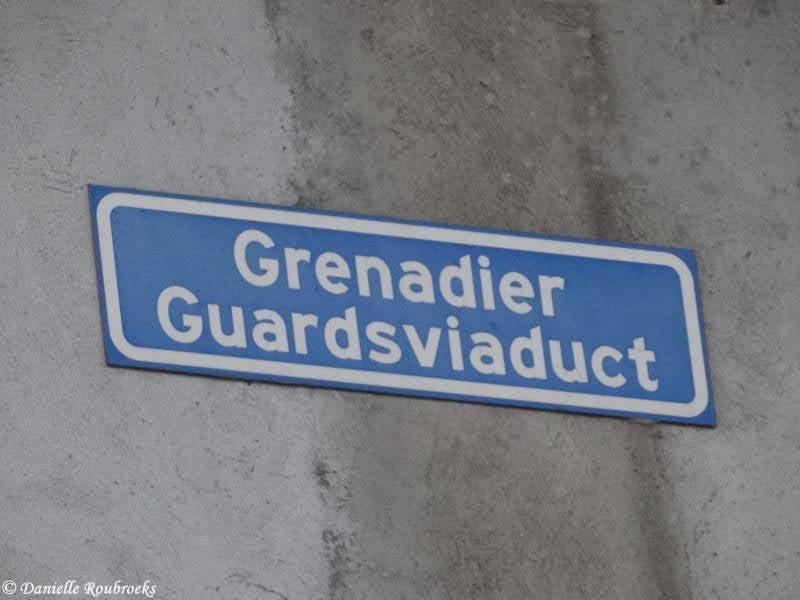 Grenadier
Guardsviaduct
© Danielle Roubroeks